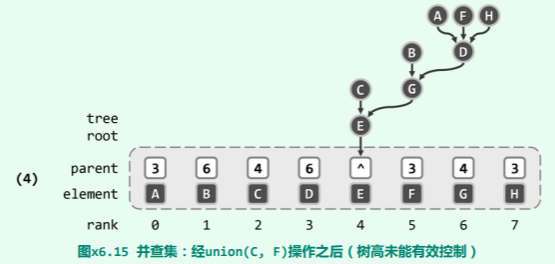 A F H
B D
C G
E
tree
root
(4)
parent 3 6 4 6 ^ 3 4 3
element A B C D E F G H
rank 0 1 2 3 4 5 6 7
图x6.15 并查集：经union(C, F)操作之后（树高未能有效控制）